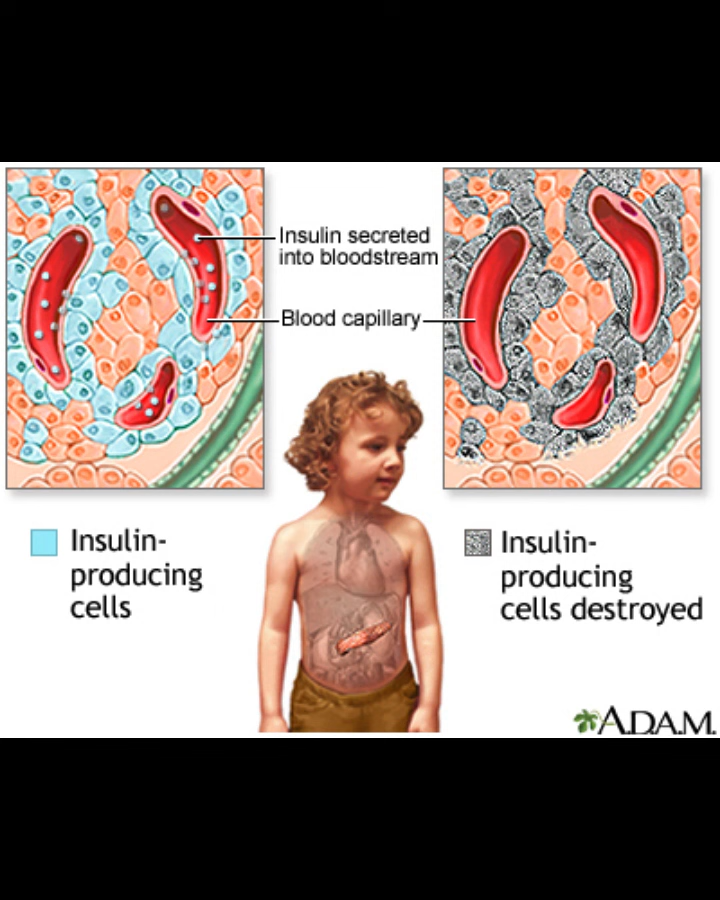 Insulin secreted
into bloodstream
Blood capillary
Insulin-
producing
cells
Insulin-
producing
cells destroyed
A.D.A.M.